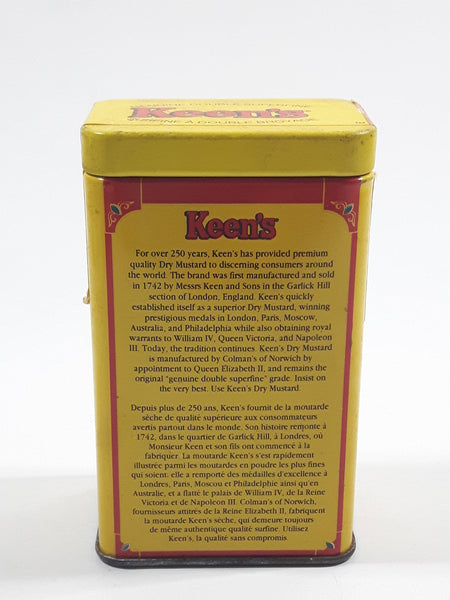 GENUINE DOUBLE SUPERFINE
Keen's
SURFINE À DOUBLE BROYAGE
Keen's
For over 250 years, Keen's has provided premium
quality Dry Mustard to discerning consumers around
the world. The brand was first manufactured and sold
in 1742 by Messrs Keen and Sons in the Garlick Hill
section of London, England. Keen's quickly
established itself as a superior Dry Mustard, winning
prestigious medals in London, Paris, Moscow,
Australia, and Philadelphia while also obtaining royal
warrants to William IV, Queen Victoria, and Napoleon
III. Today, the tradition continues. Keen's Dry Mustard
is manufactured by Colman's of Norwich by
appointment to Queen Elizabeth II, and remains the
original "genuine double superfine" grade. Insist on
the very best. Use Keen's Dry Mustard.
Depuis plus de 250 ans, Keen's fournit de la moutarde
sèche de qualité supérieure aux consommateurs
avertis partout dans le monde. Son histoire remonte à
1742, dans le quartier de Garlick Hill, à Londres, où
Monsieur Keen et son fils ont commencé à la
fabriquer. La moutarde Keen's s'est rapidement
illustrée parmi les moutardes en poudre les plus fines
qui soient: elle a remporté des médailles d'excellence à
Londres, Paris, Moscou et Philadelphie ainsi qu'en
Australie, et a flatté le palais de William IV, de la Reine
Victoria et de Napoleon III. Colman's of Norwich,
fournisseurs attitrés de la Reine Elizabeth II, fabriquent
la moutarde Keen's sèche, qui demeure toujours
de même authentique qualité surfine. Utilisez
Keen's, la qualité sans compromis.